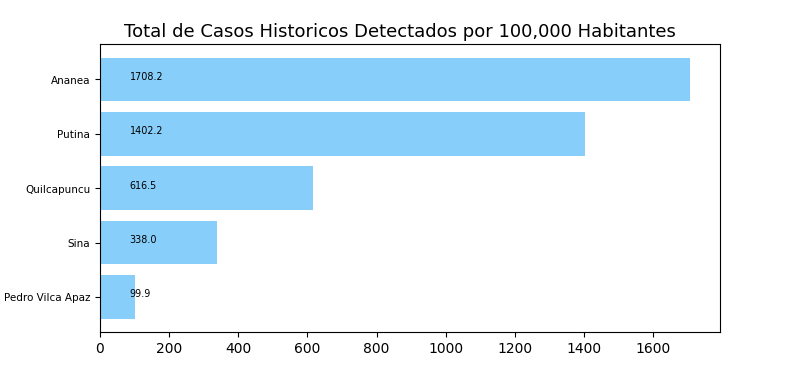 Total de Casos Historicos Detectados por 100,000 Habitantes
Ananea 1708.2
Putina 1402.2
Quilcapuncu 616.5
Sina 338.0
Pedro Vilca Apaz 99.9
0 200 400 600 800 1000 1200 1400 1600